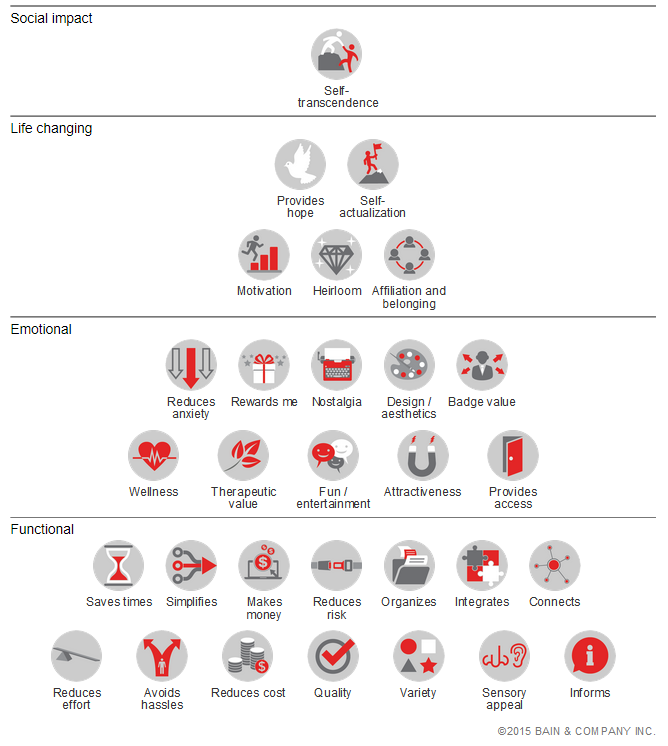 Social impact
Self-
transcendence
Life changing
Provides
hope
Self-
actualization
Motivation
Heirloom
Affiliation and
belonging
Emotional
Reduces
anxiety
Rewards me
Nostalgia
Design /
aesthetics
Badge value
Wellness
Therapeutic
value
Fun /
entertainment
Attractiveness
Provides
access
Functional
Saves times
Simplifies
Makes
money
Reduces
risk
Organizes
Integrates
Connects
Reduces
effort
Avoids
hassles
Reduces cost
Quality
Variety
Sensory
appeal
Informs
©2015 BAIN & COMPANY INC.